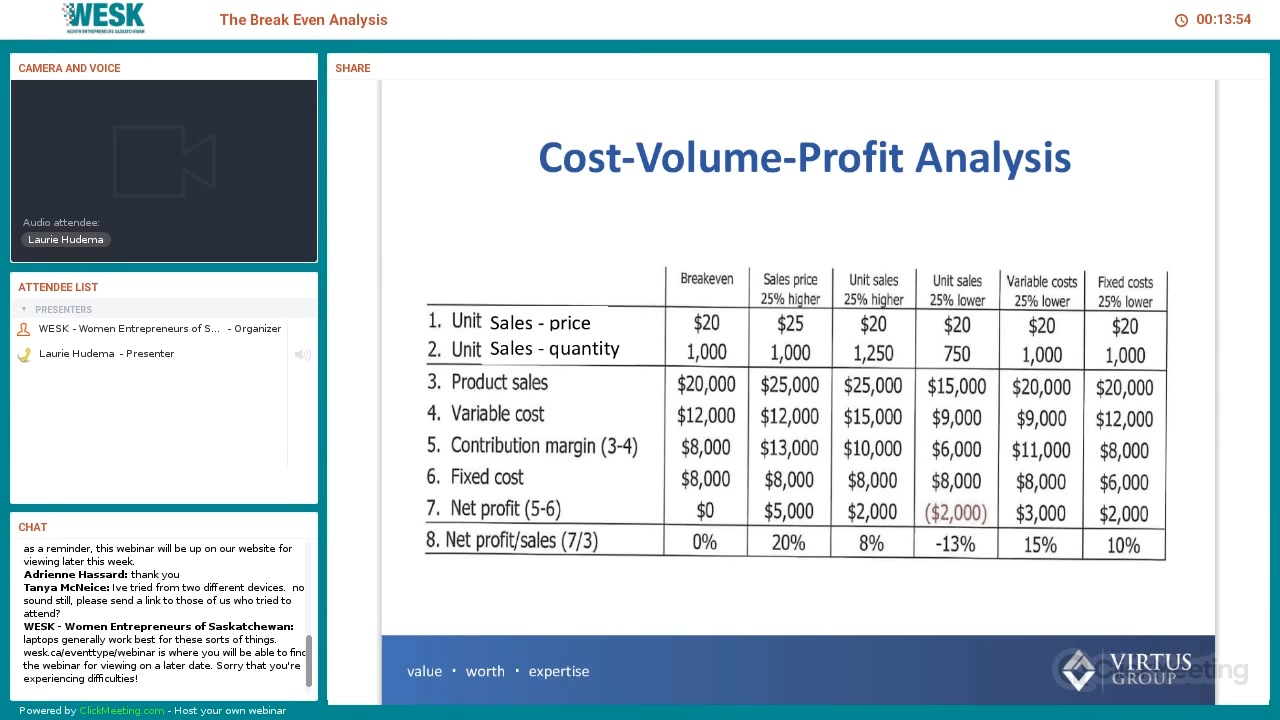 WESK
WOMEN ENTREPRENEURS SASKATCHEWAN
The Break Even Analysis
00:13:54
CAMERA AND VOICE
Audio attendee:
Laurie Hudema
ATTENDEE LIST
PRESENTERS
WESK - Women Entrepreneurs of S... - Organizer
Laurie Hudema - Presenter
CHAT
as a reminder, this webinar will be up on our website for
viewing later this week.
Adrienne Hassard: thank you
Tanya McNeice: Ive tried from two different devices. no
sound still, please send a link to those of us who tried to
attend?
WESK - Women Entrepreneurs of Saskatchewan:
laptops generally work best for these sorts of things.
wesk.ca/eventtype/webinar is where you will be able to find
the webinar for viewing on a later date. Sorry that you're
experiencing difficulties!
Powered by ClickMeeting.com - Host your own webinar
SHARE
Cost-Volume-Profit Analysis
Breakeven Sales price Unit sales Unit sales Variable costs Fixed costs
25% higher 25% higher 25% lower 25% lower 25% lower
1. Unit Sales - price $20 $25 $20 $20 $20 $20
2. Unit Sales - quantity 1,000 1,000 1,250 750 1,000 1,000
3. Product sales $20,000 $25,000 $25,000 $15,000 $20,000 $20,000
4. Variable cost $12,000 $12,000 $15,000 $9,000 $9,000 $12,000
5. Contribution margin (3-4) $8,000 $13,000 $10,000 $6,000 $11,000 $8,000
6. Fixed cost $8,000 $8,000 $8,000 $8,000 $8,000 $6,000
7. Net profit (5-6) $0 $5,000 $2,000 ($2,000) $3,000 $2,000
8. Net profit/sales (7/3) 0% 20% 8% -13% 15% 10%
value · worth · expertise
VIRTUS
GROUP